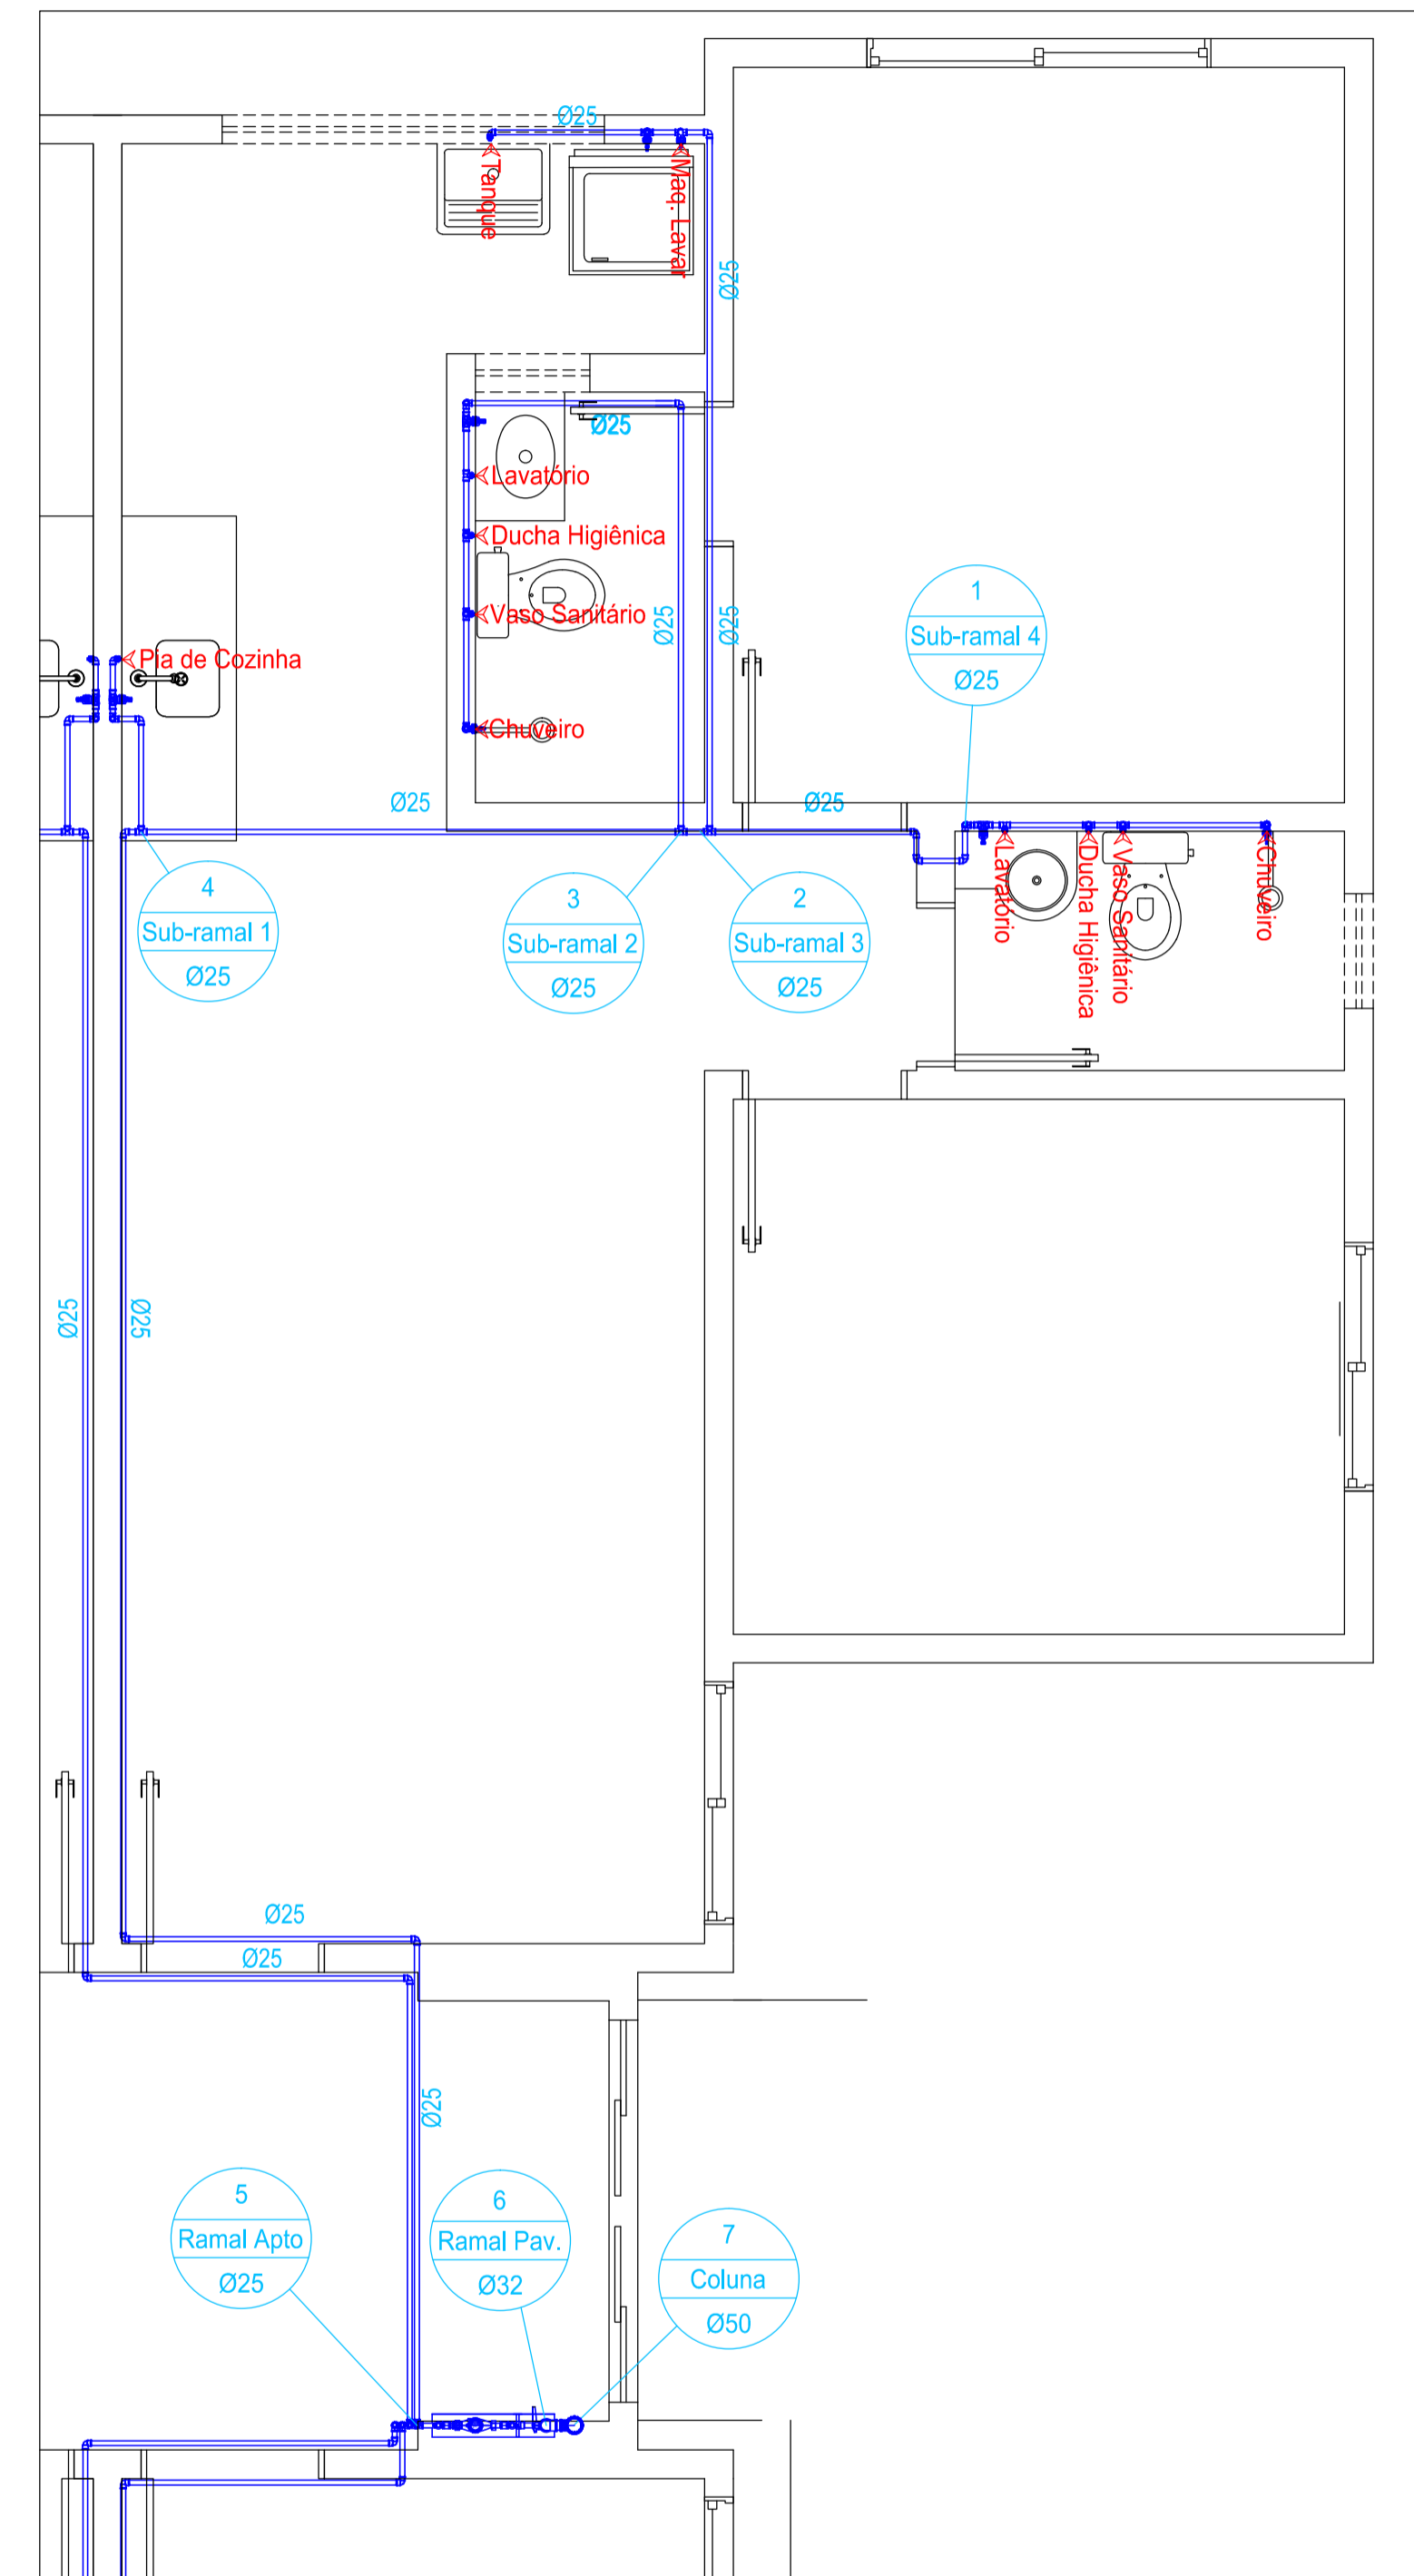 Ø25
Tanque
Maq. Lavar
Ø25
Ø25
Lavatório
Ducha Higiênica
Vaso Sanitário
Chuveiro
Ø25
Ø25
Pia de Cozinha
1
Sub-ramal 4
Ø25
Ø25
Ø25
Lavatório
Ducha Higiênica
Vaso Sanitário
Chuveiro
4
Sub-ramal 1
Ø25
3
Sub-ramal 2
Ø25
2
Sub-ramal 3
Ø25
Ø25
Ø25
Ø25
Ø25
Ø25
5
Ramal Apto
Ø25
6
Ramal Pav.
Ø32
7
Coluna
Ø50